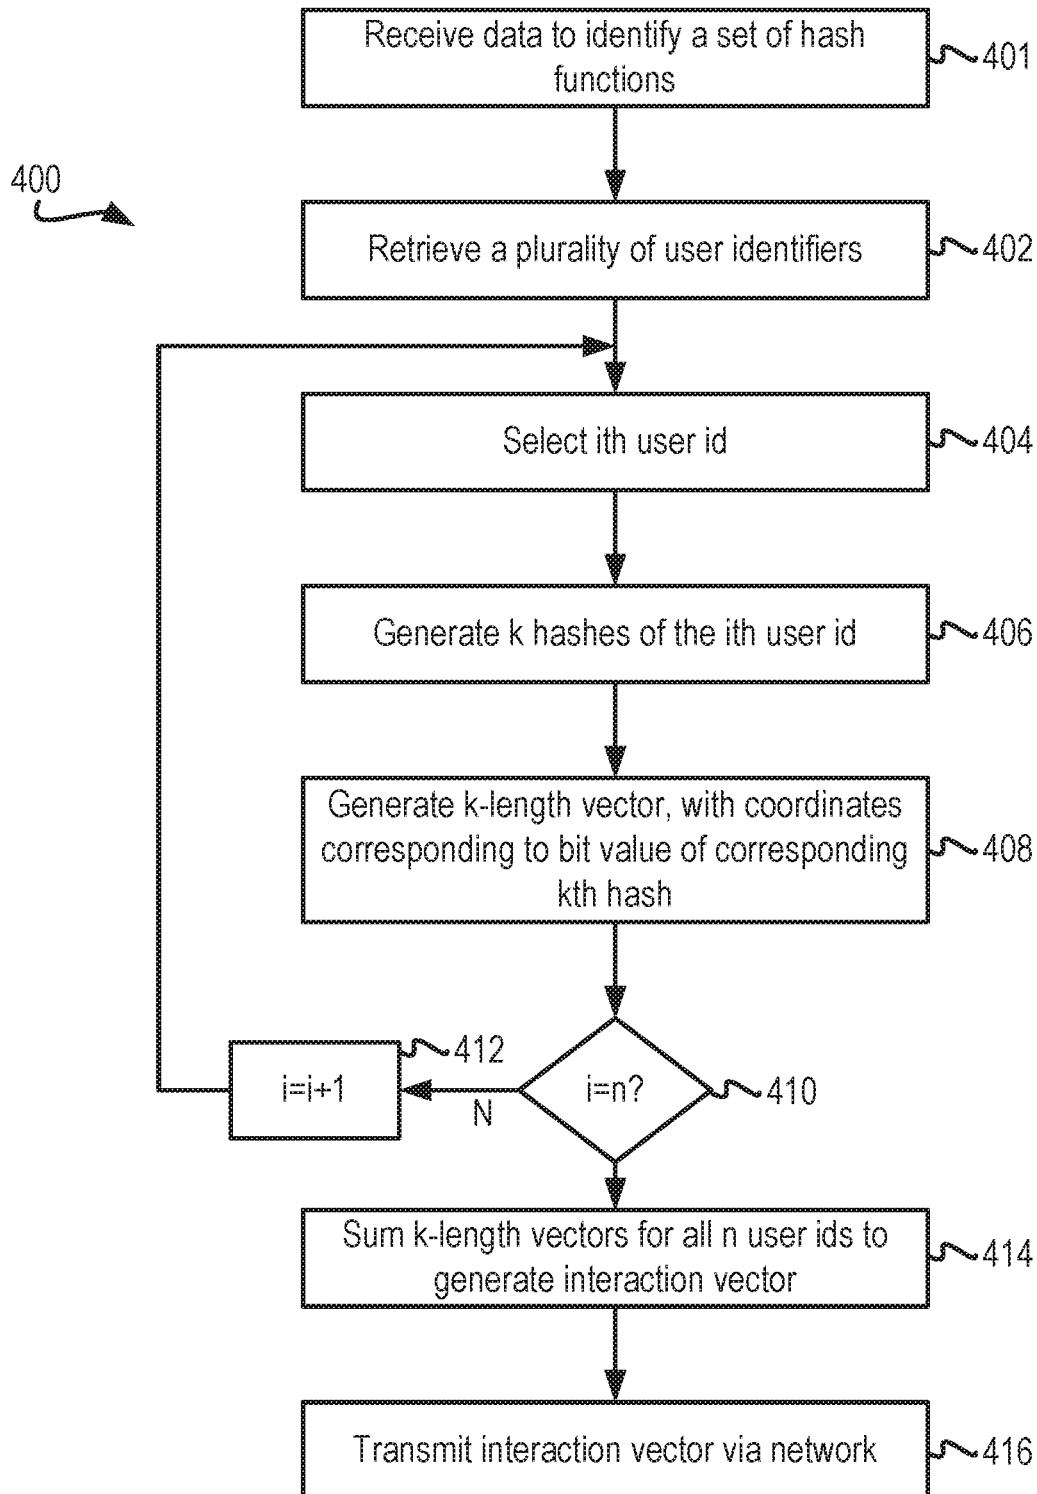 Receive data to identify a set of hash
functions
401
400
Retrieve a plurality of user identifiers
402
Select ith user id
404
Generate k hashes of the ith user id
406
Generate k-length vector, with coordinates
corresponding to bit value of corresponding
kth hash
408
412
i=i+1
N
i=n?
410
Sum k-length vectors for all n user ids to
generate interaction vector
414
Transmit interaction vector via network
416